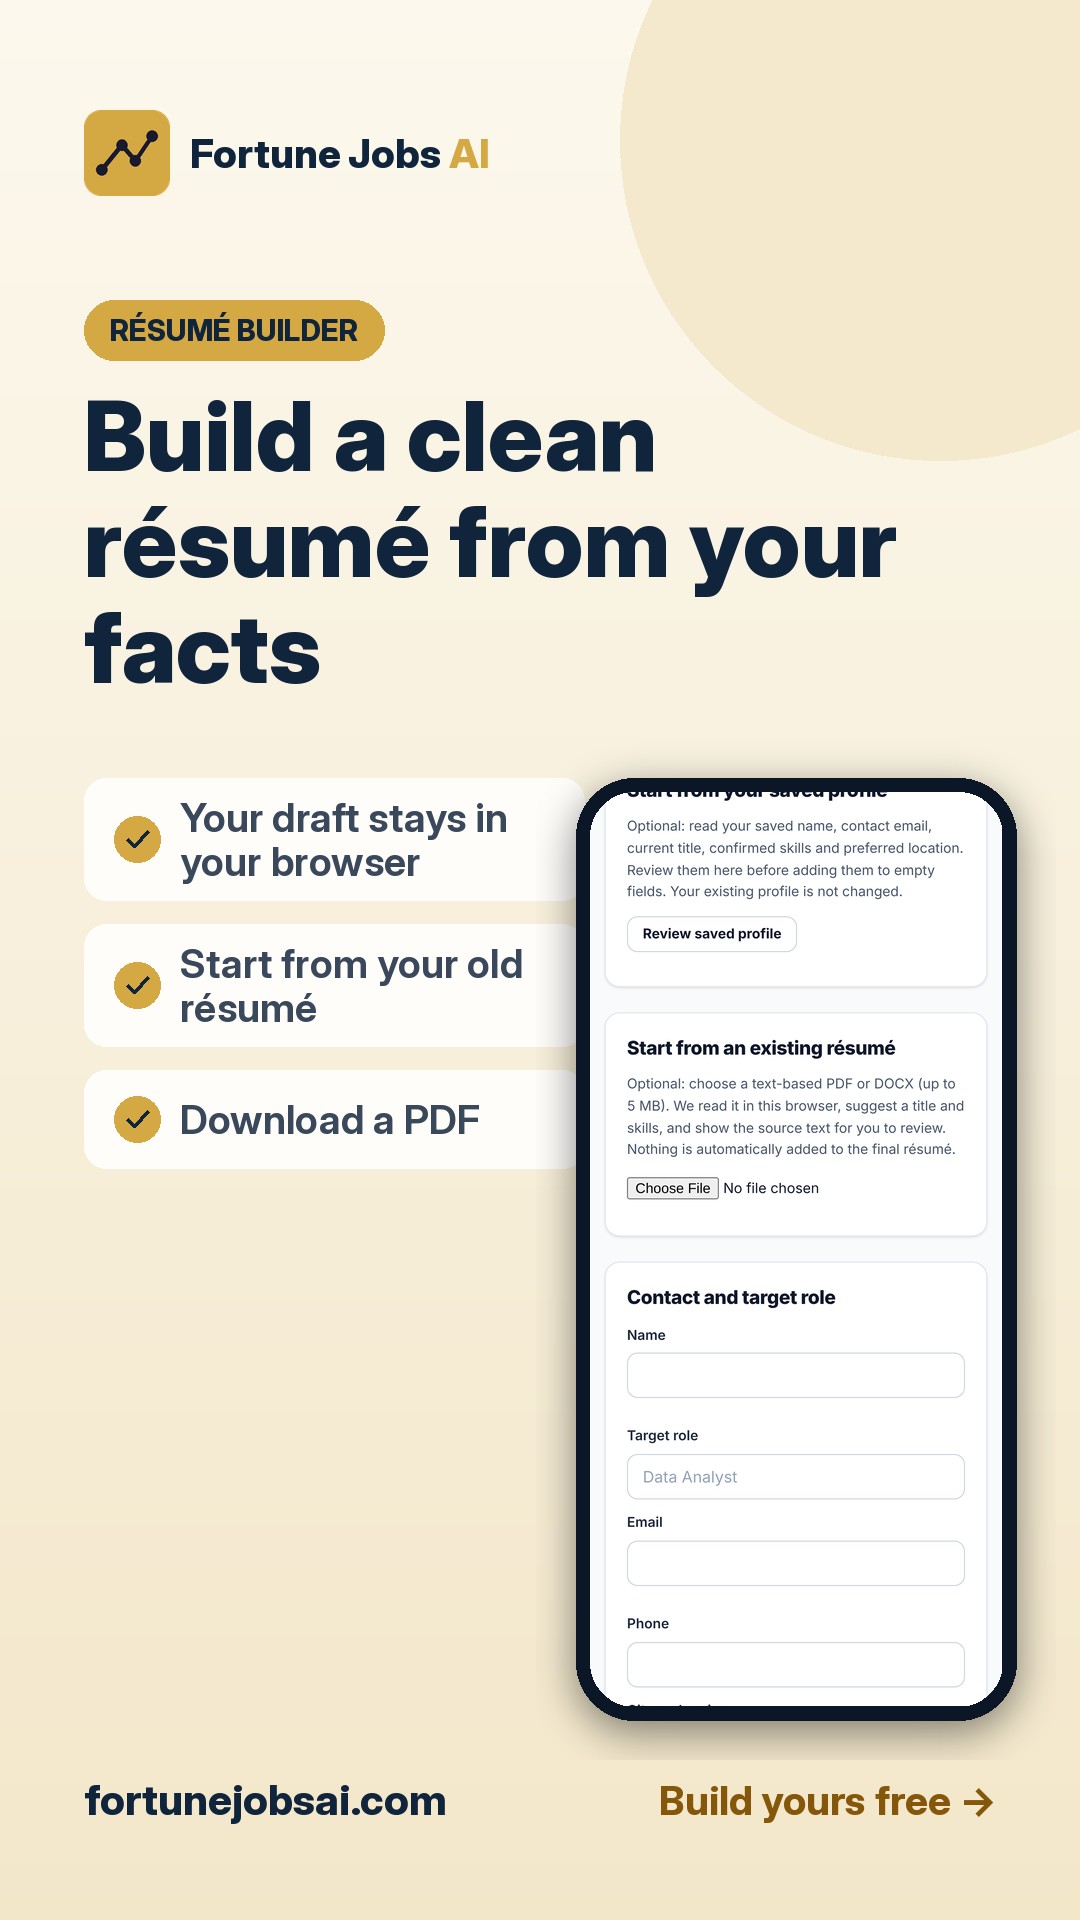 Fortune Jobs AI
RÉSUMÉ BUILDER
Build a clean
résumé from your
facts
Your draft stays in
your browser
Start from your old
résumé
Download a PDF
Start from your saved profile
Optional: read your saved name, contact email,
current title, confirmed skills and preferred location.
Review them here before adding them to empty
fields. Your existing profile is not changed.
Review saved profile
Start from an existing résumé
Optional: choose a text-based PDF or DOCX (up to
5 MB). We read it in this browser, suggest a title and
skills, and show the source text for you to review.
Nothing is automatically added to the final résumé.
Choose File No file chosen
Contact and target role
Name
Target role
Data Analyst
Email
Phone
fortunejobsai.com
Build yours free →